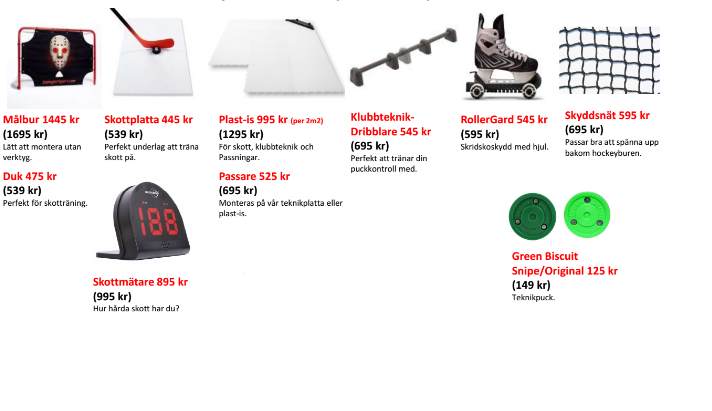 Målbur 1445 kr
(1695 kr)
Lätt att montera utan
verktyg.
Duk 475 kr
(539 kr)
Perfekt för skotträning.
Skottplatta 445 kr
(539 kr)
Perfekt underlag att träna
skott på.
188
Skottmätare 895 kr
(995 kr)
Hur hårda skott har du?
Plast-is 995 kr (per 2m2)
(1295 kr)
För skott, klubbteknik och
Passningar.
Passare 525 kr
(695 kr)
Monteras på vår teknikplatta eller
plast-is.
Klubbteknik-
Dribblare 545 kr
(695 kr)
Perfekt att tränar din
puckkontroll med.
RollerGard 545 kr
(595 kr)
Skridskoskydd med hjul.
Skyddsnät 595 kr
(695 kr)
Passar bra att spänna upp
bakom hockeyburen.
Green Biscuit
Snipe/Original 125 kr
(149 kr)
Teknikpuck.